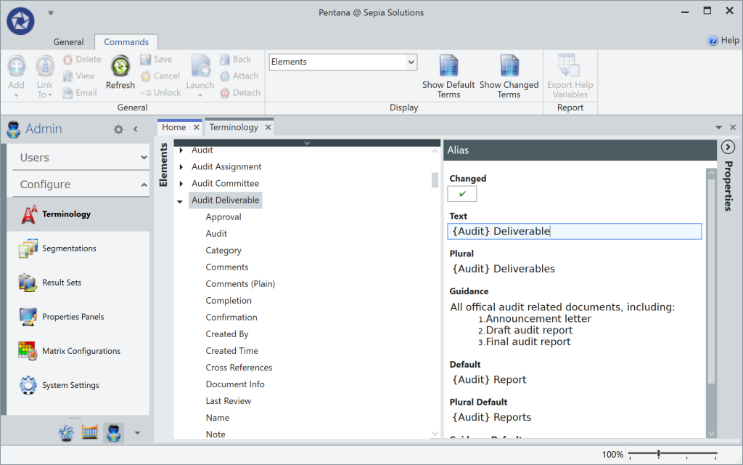 Pentana @ Sepia Solutions
General
Commands
Help
Add
Link To
Delete
View
Email
Refresh
Save
Cancel
Unlock
Launch
Back
Attach
Detach
General
Elements
Show Default Terms
Show Changed Terms
Display
Export Help Variables
Report
Admin
Users
Configure
Terminology
Segmentations
Result Sets
Properties Panels
Matrix Configurations
System Settings
Home
Terminology
Elements
Audit
Audit Assignment
Audit Committee
Audit Deliverable
Approval
Audit
Category
Comments
Comments (Plain)
Completion
Confirmation
Created By
Created Time
Cross References
Document Info
Last Review
Name
Note
Alias
Changed
Text
{Audit} Deliverable
Plural
{Audit} Deliverables
Guidance
All offical audit related documents, including:
1.Announcement letter
2.Draft audit report
3.Final audit report
Default
{Audit} Report
Plural Default
{Audit} Reports
Guidance Default
Properties
100%